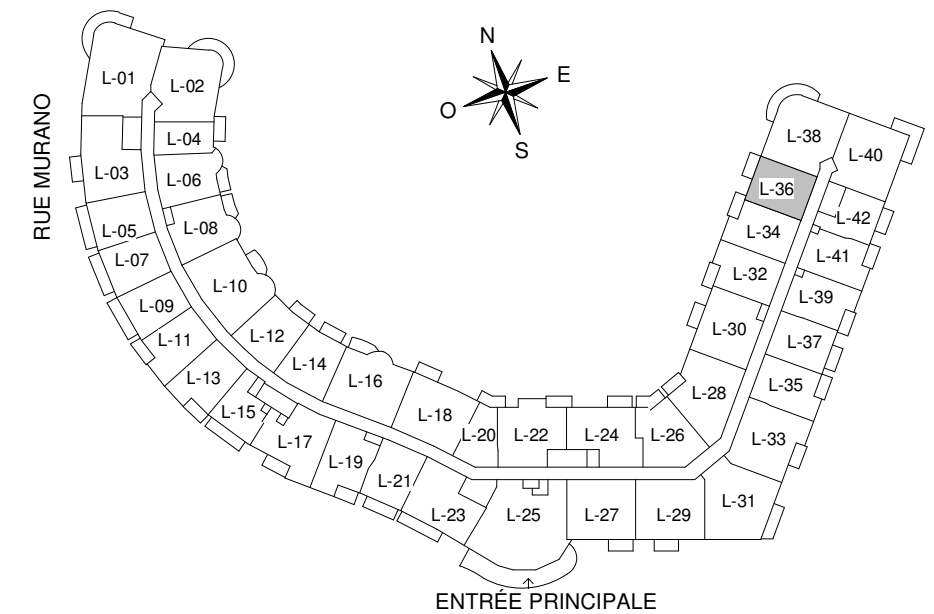 N
E
O
S
RUE MURANO
L-01
L-02
L-03
L-04
L-05
L-06
L-07
L-08
L-09
L-10
L-11
L-12
L-13
L-14
L-15
L-16
L-17
L-18
L-19
L-20
L-21
L-22
L-23
L-24
L-25
L-26
L-27
L-28
L-29
L-30
L-31
L-32
L-33
L-34
L-35
L-36
L-37
L-38
L-39
L-40
L-41
L-42
ENTRÉE PRINCIPALE